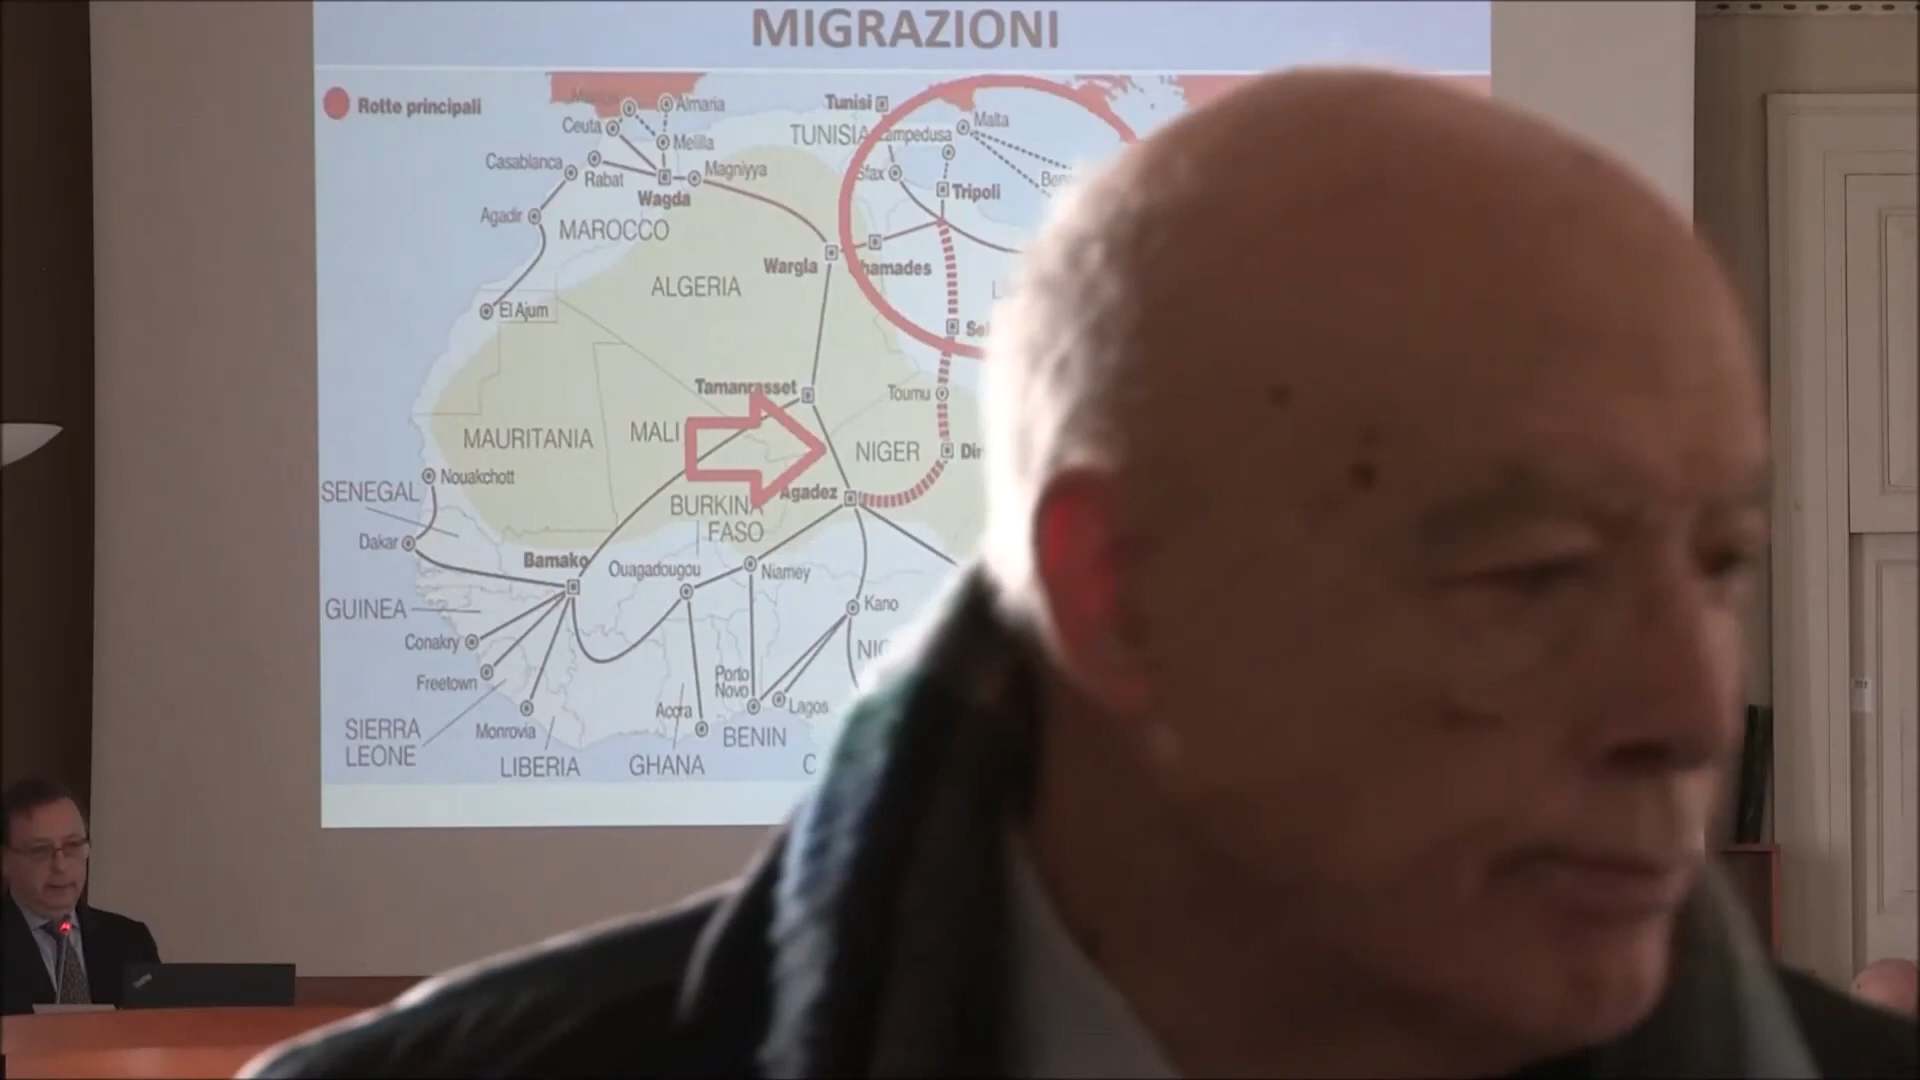 MIGRAZIONI
Rotte principali
Almaria
Tunisi
Ceuta
Malta
TUNISIA
Lampedusa
Melilla
Casablanca
Rabat
Magniyya
Sfax
Tripoli
Wagda
Agadir
MAROCCO
Wargla
hamades
ALGERIA
El Ajum
Tamanrasset
Toumu
MALI
MAURITANIA
NIGER
Nouakchott
SENEGAL
Agadez
BURKINA
FASO
Dakar
Bamako
Ouagadougou
Niamey
GUINEA
Kano
Conakry
Freetown
Porto
Novo
Lagos
Accra
SIERRA
LEONE
Monrovia
BENIN
LIBERIA
GHANA